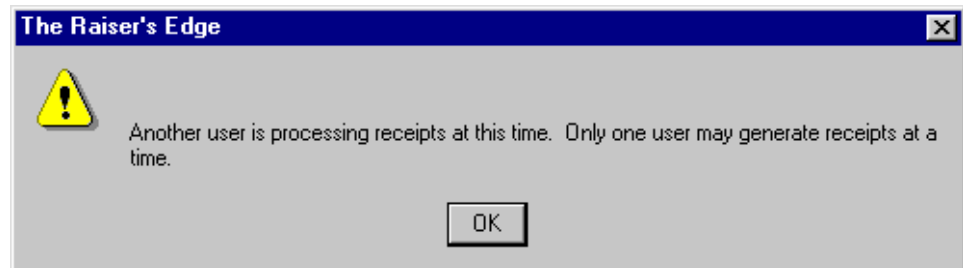 The Raiser's Edge
Another user is processing receipts at this time.  Only one user may generate receipts at a
time.
OK